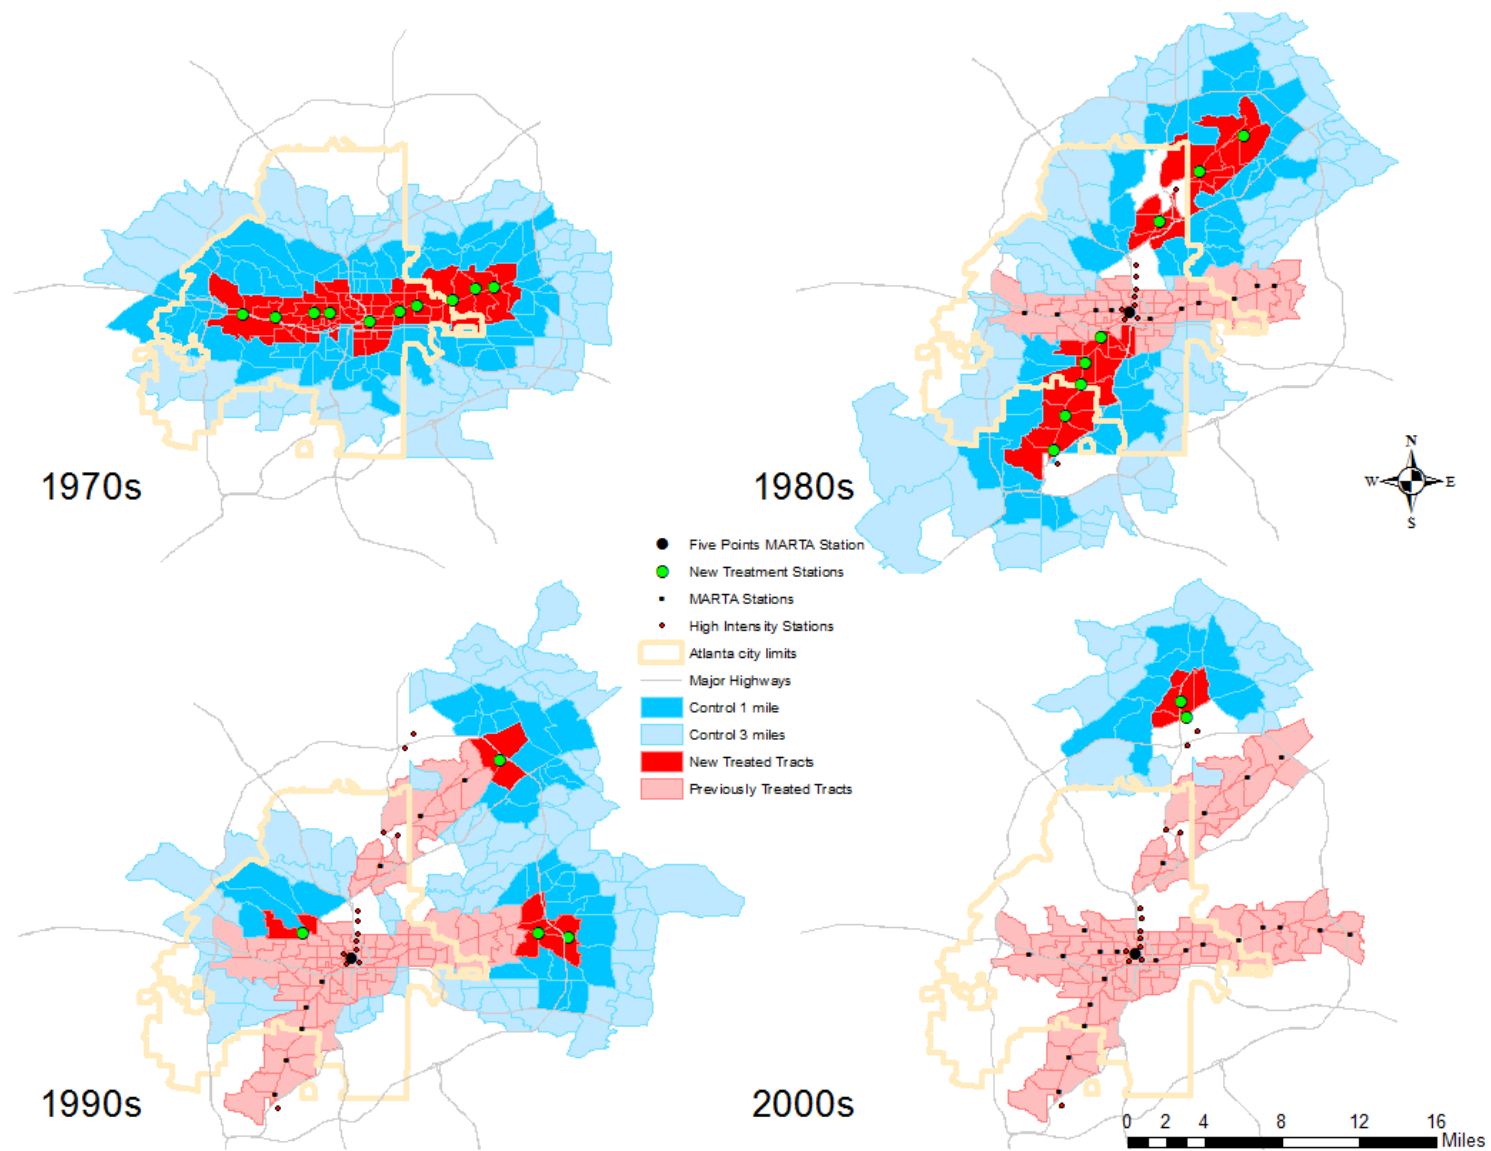 1970s
1980s
N
W E
S
Five Points MARTA Station
New Treatment Stations
MARTA Stations
High Intensity Stations
Atlanta city limits
Major Highways
Control 1 mile
Control 3 miles
New Treated Tracts
Previously Treated Tracts
1990s
2000s
0 2 4 8 12 16
Miles